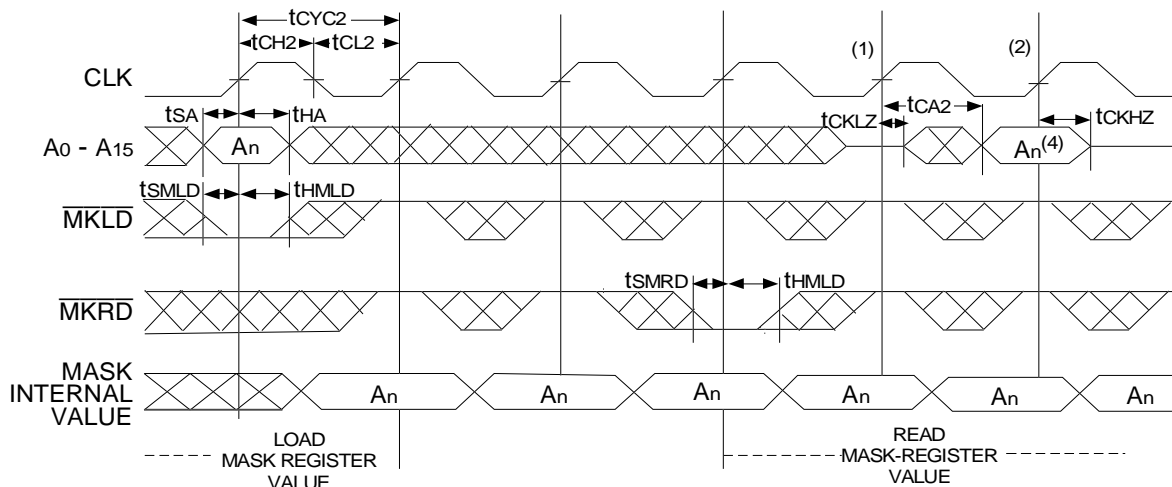 tCYC2
tCH2 tCL2
(1) (2)
CLK
tSA tHA tCKLZ tCA2 tCKHZ
A0 - A15 An An(4)
tSMLD tHMLD
MKLD
tSMRD tHMLD
MKRD
MASK
INTERNAL
VALUE
An An An An An An
LOAD
MASK REGISTER
VALUE
READ
MASK-REGISTER
VALUE